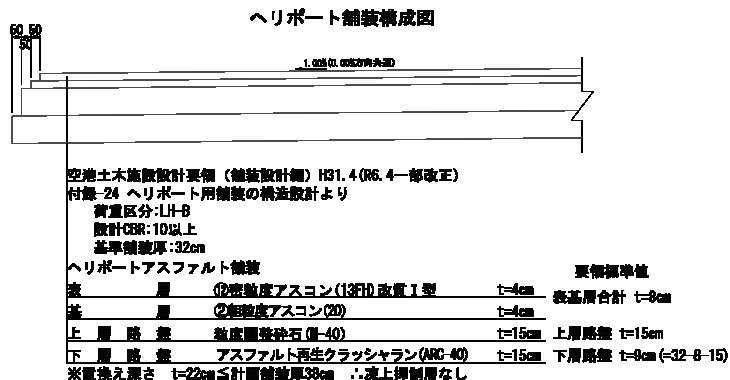 ヘリポート舗装構成図
50 50
50
1.00%(0.00%方向共通)
空港土木施設設計要領（舗装設計編）H31.4(R6.4一部改正)
付録-24 ヘリポート用舗装の構造設計より
荷重区分:LH-B
設計CBR:10以上
基準舗装厚:32cm
ヘリポートアスファルト舗装 要領標準値
表 層 ⑫密粒度アスコン(13FH)改質Ⅰ型 t=4cm
表基層合計 t=8cm
基 層 ②粗粒度アスコン(20) t=4cm
上 層 路 盤 粒度調整砕石(M-40) t=15cm 上層路盤 t=15cm
下 層 路 盤 アスファルト再生クラッシャラン(ARC-40) t=15cm 下層路盤 t=9cm(=32-8-15)
※置換え深さ t=22cm≦計画舗装厚38cm ∴凍上抑制層なし